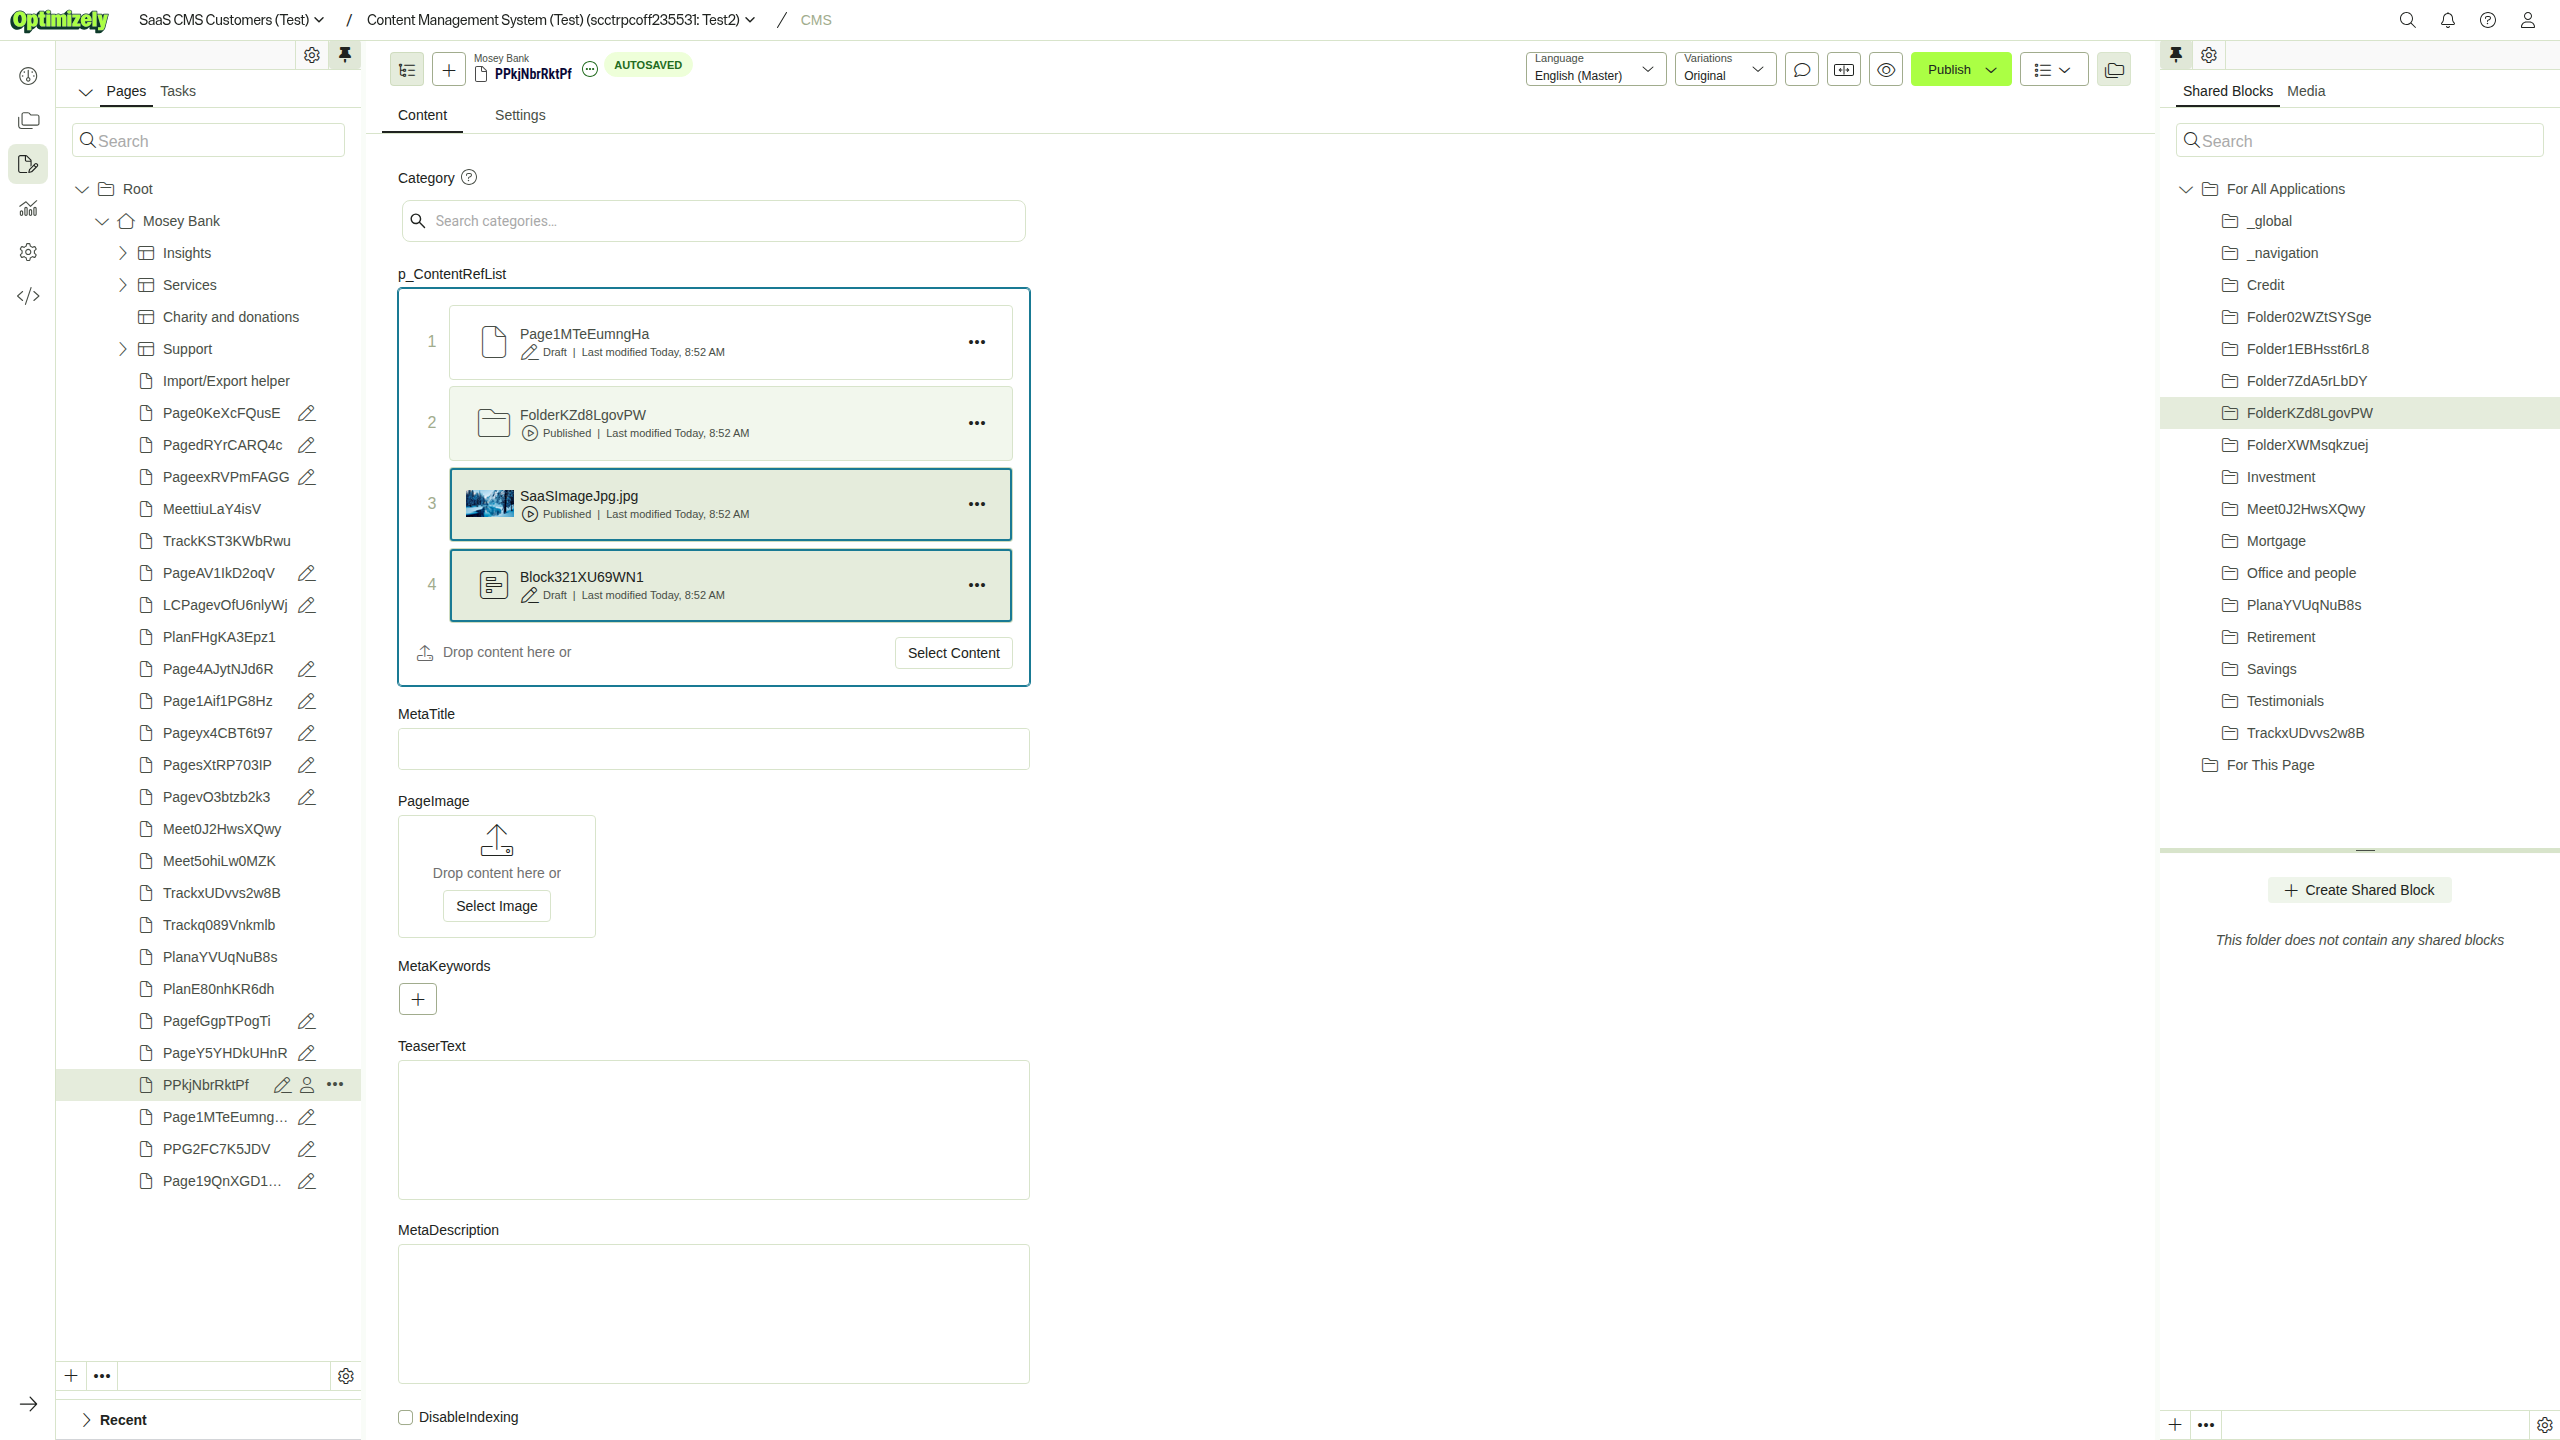 Optimizely
SaaS CMS Customers (Test) / Content Management System (Test) (scctrpcoff235531: Test2) / CMS
Pages Tasks
Search
Root
Mosey Bank
Insights
Services
Charity and donations
Support
Import/Export helper
Page0KeXcFQusE
PagedRYrCARQ4c
PageexRVPmFAGG
MeettiuLaY4isV
TrackKST3KWbRwu
PageAV1IkD2oqV
LCPagevOfU6nlyWj
PlanFHgKA3Epz1
Page4AJytNJd6R
Page1Aif1PG8Hz
Pageyx4CBT6t97
PagesXtRP703IP
PagevO3btzb2k3
Meet0J2HwsXQwy
Meet5ohiLw0MZK
TrackxUDvvs2w8B
Trackq089Vnkmlb
PlanaYVUqNuB8s
PlanE80nhKR6dh
PagefGgpTPogTi
PageY5YHDkUHnR
PPkjNbrRktPf
Page1MTeEumng...
PPG2FC7K5JDV
Page19QnXGD1...
Recent
Mosey Bank
PPkjNbrRktPf
AUTOSAVED
Language
English (Master)
Variations
Original
Publish
Content Settings
Category
Search categories...
p_ContentRefList
1
Page1MTeEumngHa
Draft | Last modified Today, 8:52 AM
2
FolderKZd8LgovPW
Published | Last modified Today, 8:52 AM
3
SaaSImageJpg.jpg
Published | Last modified Today, 8:52 AM
4
Block321XU69WN1
Draft | Last modified Today, 8:52 AM
Drop content here or
Select Content
MetaTitle
PageImage
Drop content here or
Select Image
MetaKeywords
TeaserText
MetaDescription
DisableIndexing
Shared Blocks Media
Search
For All Applications
_global
_navigation
Credit
Folder02WZtSYSge
Folder1EBHsst6rL8
Folder7ZdA5rLbDY
FolderKZd8LgovPW
FolderXWMsqkzuej
Investment
Meet0J2HwsXQwy
Mortgage
Office and people
PlanaYVUqNuB8s
Retirement
Savings
Testimonials
TrackxUDvvs2w8B
For This Page
Create Shared Block
This folder does not contain any shared blocks